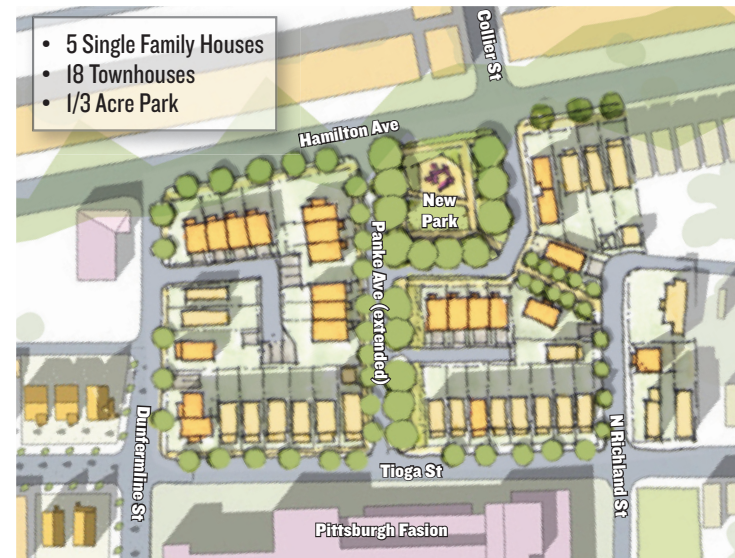 • 5 Single Family Houses
• 18 Townhouses
• 1/3 Acre Park
Collier St
Hamilton Ave
New
Park
Panke Ave (extended)
Dunfermline St
N Richland St
Tioga St
Pittsburgh Fasion